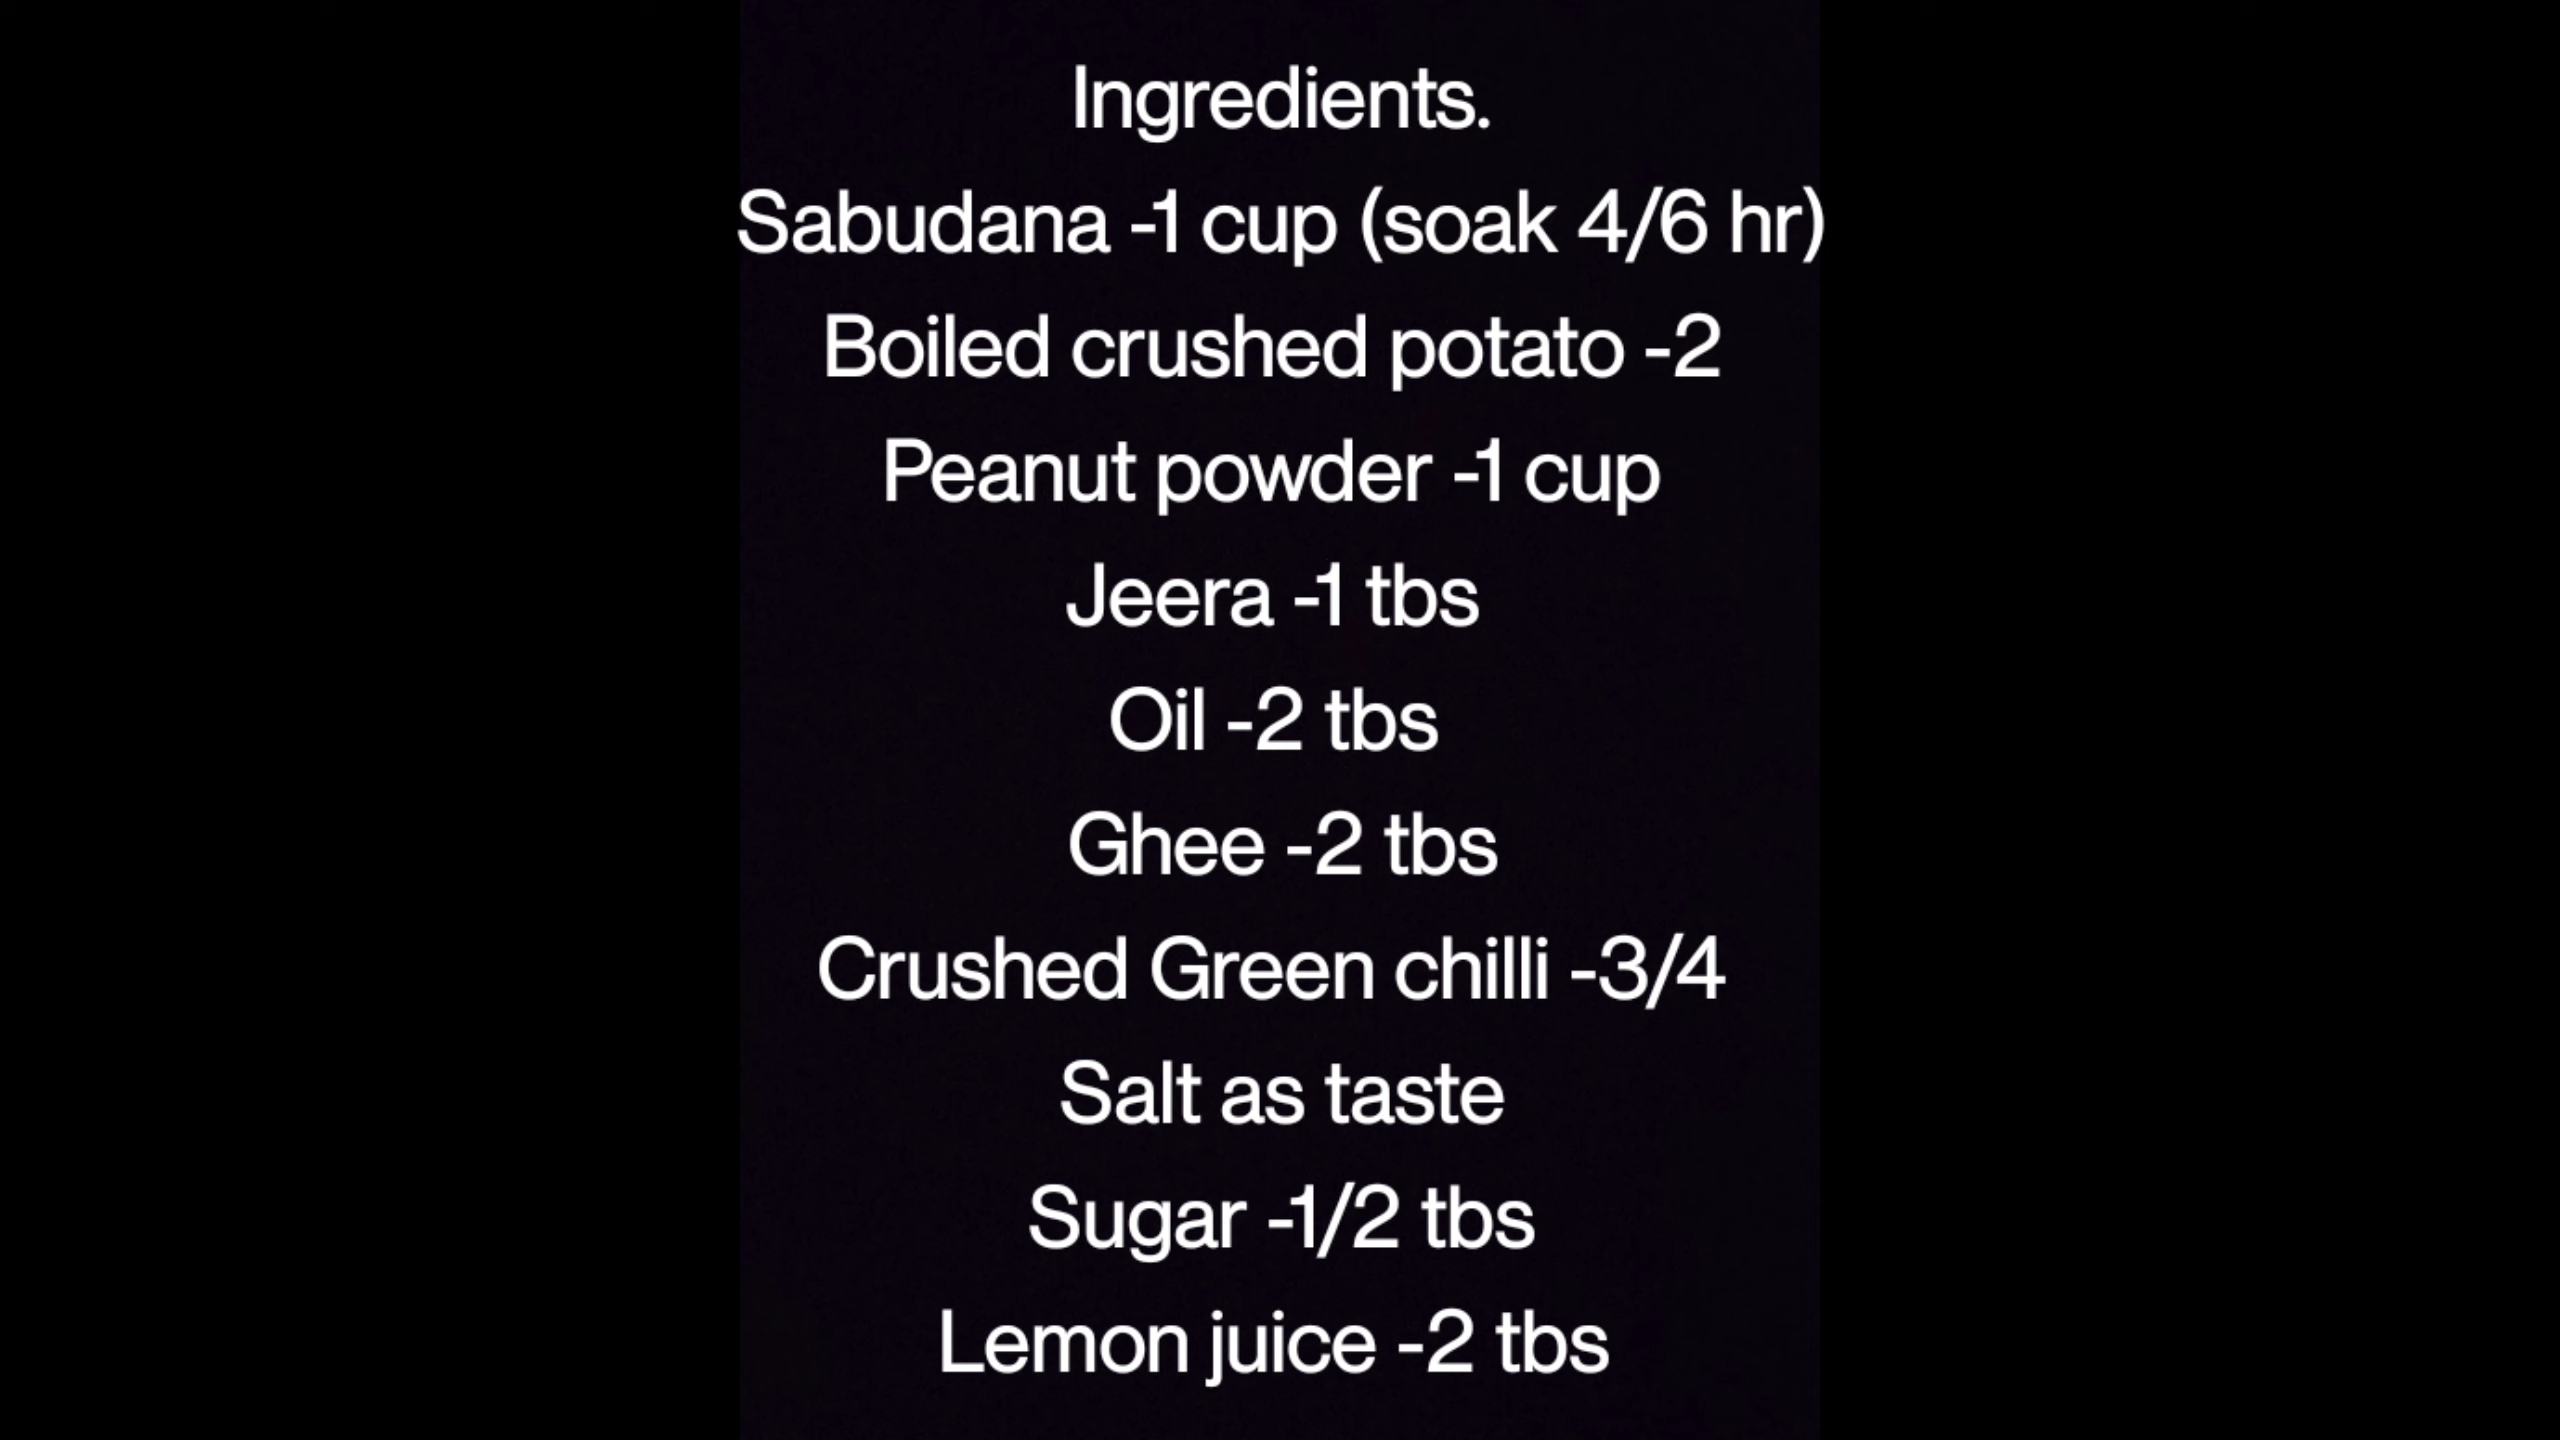 Ingredients.
Sabudana -1 cup (soak 4/6 hr)
Boiled crushed potato -2
Peanut powder -1 cup
Jeera -1 tbs
Oil -2 tbs
Ghee -2 tbs
Crushed Green chilli -3/4
Salt as taste
Sugar -1/2 tbs
Lemon juice -2 tbs